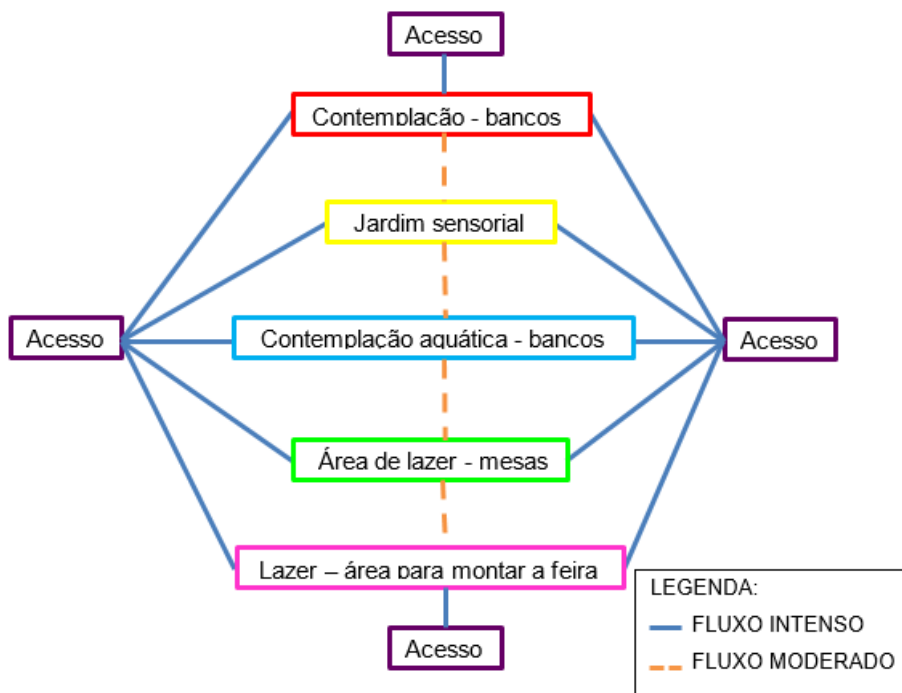 Acesso
Contemplação - bancos
Jardim sensorial
Acesso
Contemplação aquática - bancos
Acesso
Área de lazer - mesas
Lazer – área para montar a feira
Acesso
LEGENDA:
FLUXO INTENSO
FLUXO MODERADO